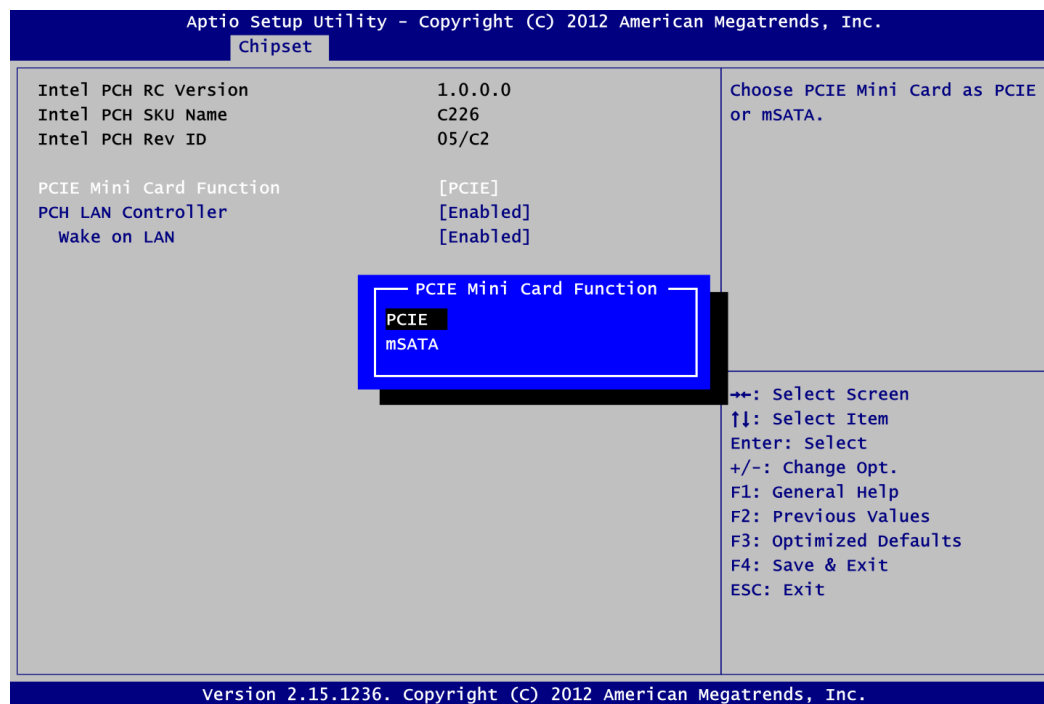 Aptio Setup Utility – Copyright (C) 2012 American Megatrends, Inc.
Chipset
Intel PCH RC Version 1.0.0.0
Intel PCH SKU Name C226
Intel PCH Rev ID 05/C2
PCIE Mini Card Function [PCIE]
PCH LAN Controller [Enabled]
Wake on LAN [Enabled]
PCIE Mini Card Function
PCIE
mSATA
Choose PCIE Mini Card as PCIE
or mSATA.
→←: Select Screen
↑↓: Select Item
Enter: Select
+/-: Change Opt.
F1: General Help
F2: Previous Values
F3: Optimized Defaults
F4: Save & Exit
ESC: Exit
Version 2.15.1236. Copyright (C) 2012 American Megatrends, Inc.